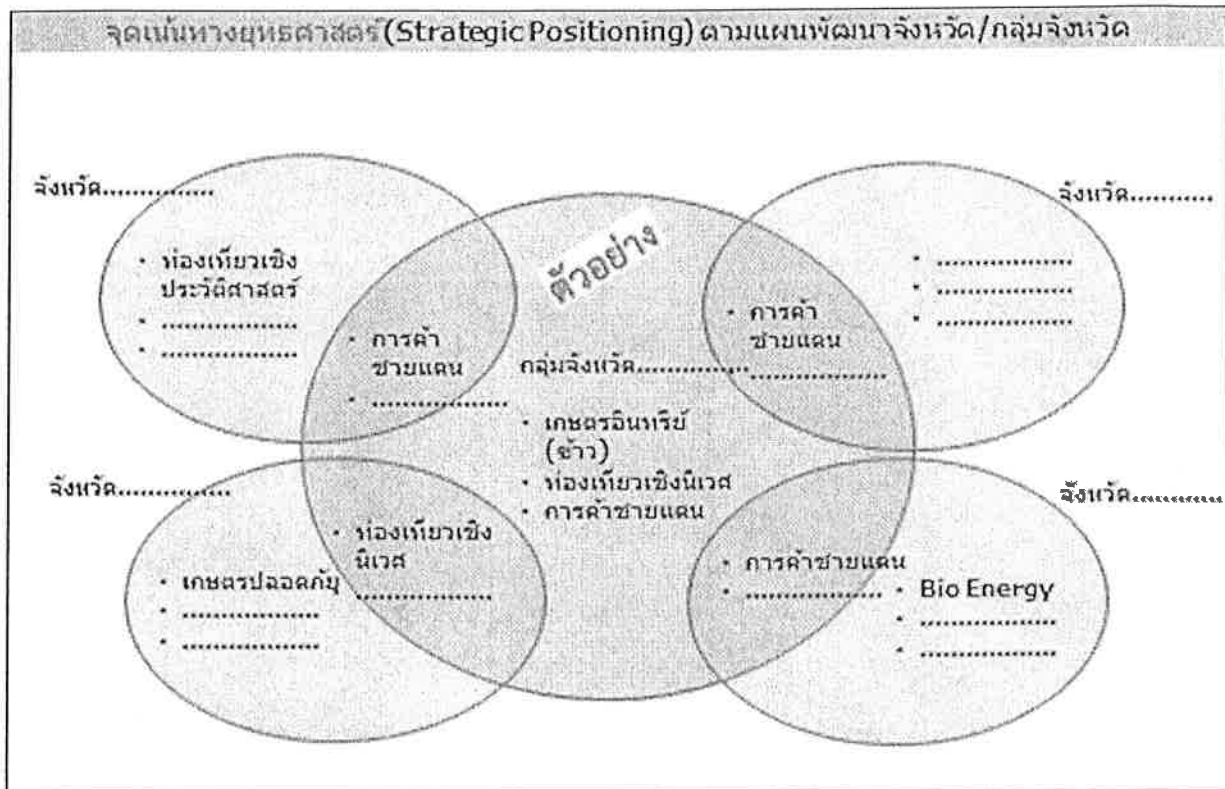 จุดเน้นทางยุทธศาสตร์(Strategic Positioning) ตามแผนพัฒนาจังหวัด/กลุ่มจังหวัด
จังหวัด...............
• ท่องเที่ยวเชิง
ประวัติศาสตร์
• ..................
• ..................
• การค้า
ชายแดน
• ..................
ตัวอย่าง
กลุ่มจังหวัด...............
• เกษตรอินทรีย์
(ข้าว)
• ท่องเที่ยวเชิงนิเวศ
• การค้าชายแดน
จังหวัด...........
• ..................
• ..................
• ..................
• การค้า
ชายแดน
..................
จังหวัด...............
• ท่องเที่ยวเชิง
นิเวศ
..................
• เกษตรปลอดภัย
• ..................
• ..................
จังหวัด............
• การค้าชายแดน
• ..................
• Bio Energy
• ..................
• ..................